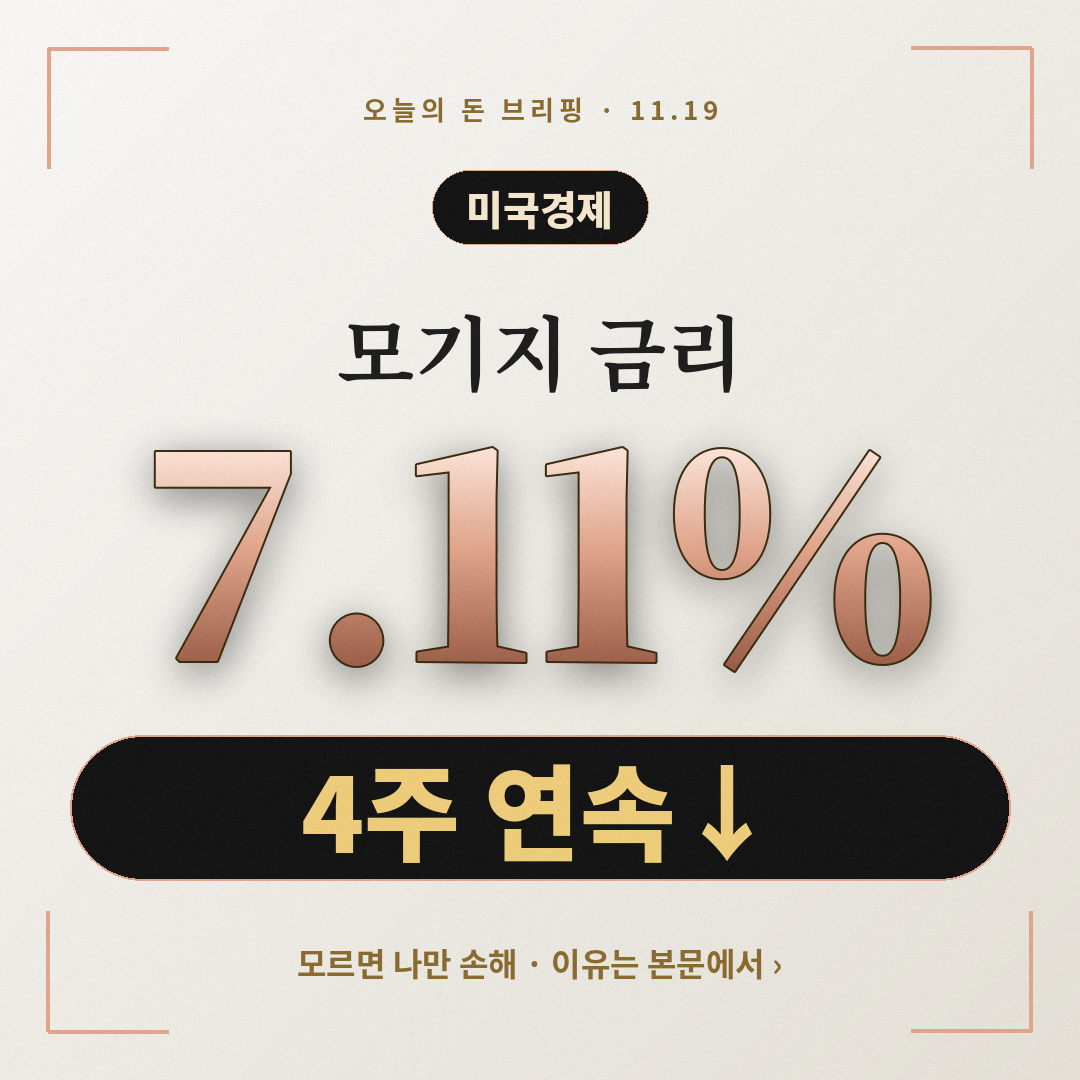 오늘의 돈 브리핑 · 11.19
미국경제
모기지 금리
7.11%
4주 연속↓
모르면 나만 손해 · 이유는 본문에서 ›